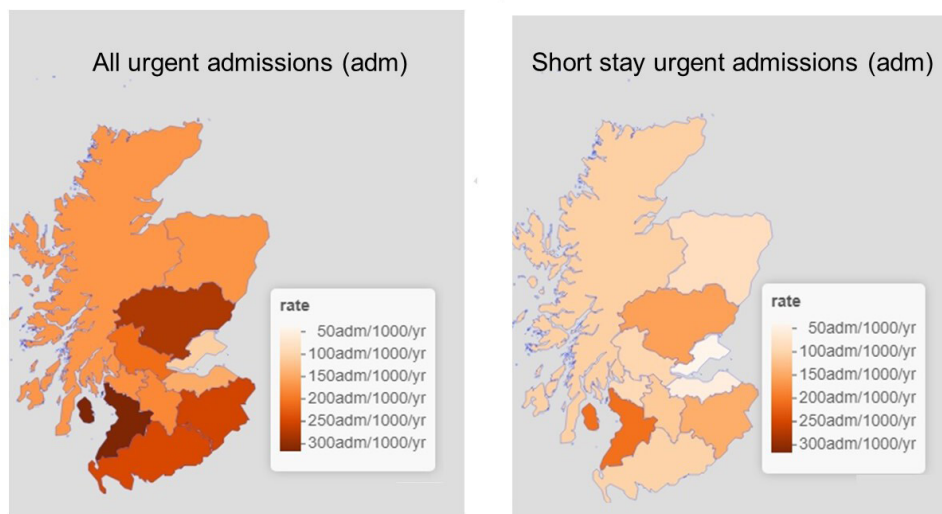 All urgent admissions (adm)
rate
50adm/1000/yr
100adm/1000/yr
150adm/1000/yr
200adm/1000/yr
250adm/1000/yr
300adm/1000/yr
Short stay urgent admissions (adm)
rate
50adm/1000/yr
100adm/1000/yr
150adm/1000/yr
200adm/1000/yr
250adm/1000/yr
300adm/1000/yr